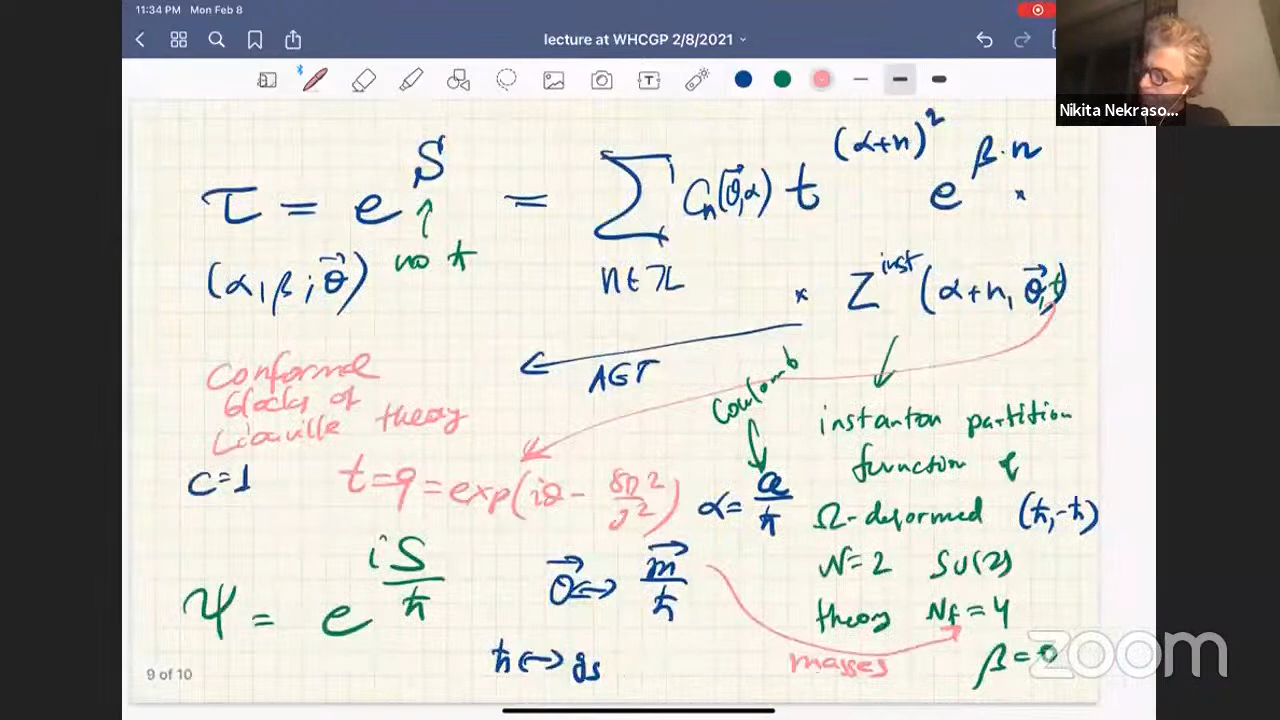 11:34 PM Mon Feb 8
lecture at WHCGP 2/8/2021
Nikita Nekraso...
τ = e^S = Σ_{n∈ℤ} C_n(θ⃗,α) t^{(α+n)^2} e^{β·n} ×
(α,β;θ⃗) ↑ no ħ
× Z^{inst}(α+n, θ⃗, t)
AGT
Conformal
blocks of
Liouville theory
c=1
t=q=exp(iθ - 8π²/g²)
Coulomb
α = a/ħ
instanton partition
function of
Ω-deformed (ħ,-ħ)
N=2 SU(2)
theory N_f = 4
masses
β=0
Ψ = e^{iS/ħ}
θ⃗ ↔ m⃗/ħ
ħ ↔ g_s
9 of 10
zoom